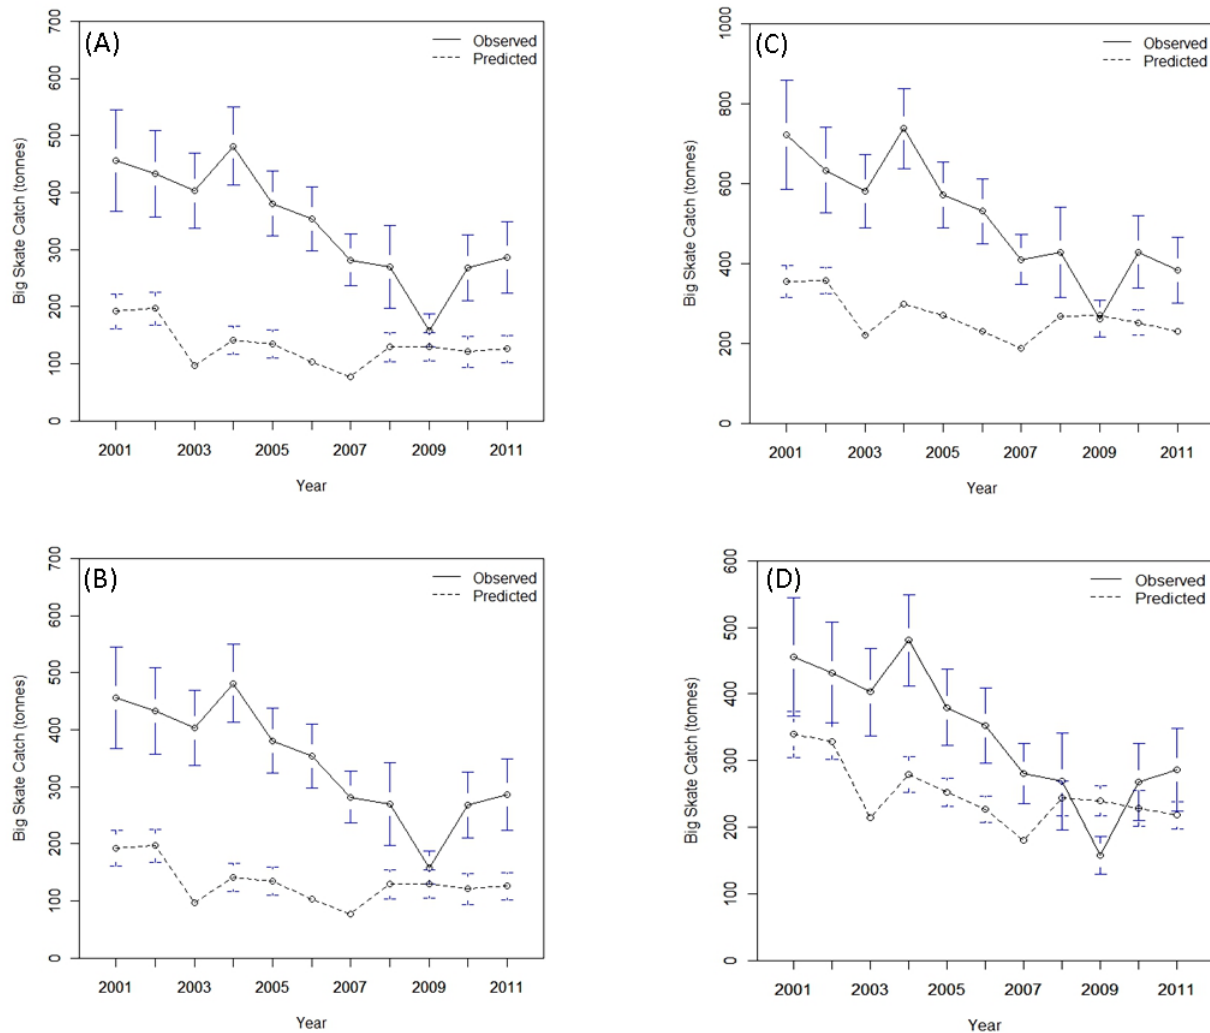 (A)
Observed
Predicted
Big Skate Catch (tonnes)
700
600
500
400
300
200
100
0
2001 2003 2005 2007 2009 2011
Year
(C)
Observed
Predicted
Big Skate Catch (tonnes)
1000
800
600
400
200
0
2001 2003 2005 2007 2009 2011
Year
(B)
Observed
Predicted
Big Skate Catch (tonnes)
700
600
500
400
300
200
100
0
2001 2003 2005 2007 2009 2011
Year
(D)
Observed
Predicted
Big Skate Catch (tonnes)
600
500
400
300
200
100
0
2001 2003 2005 2007 2009 2011
Year